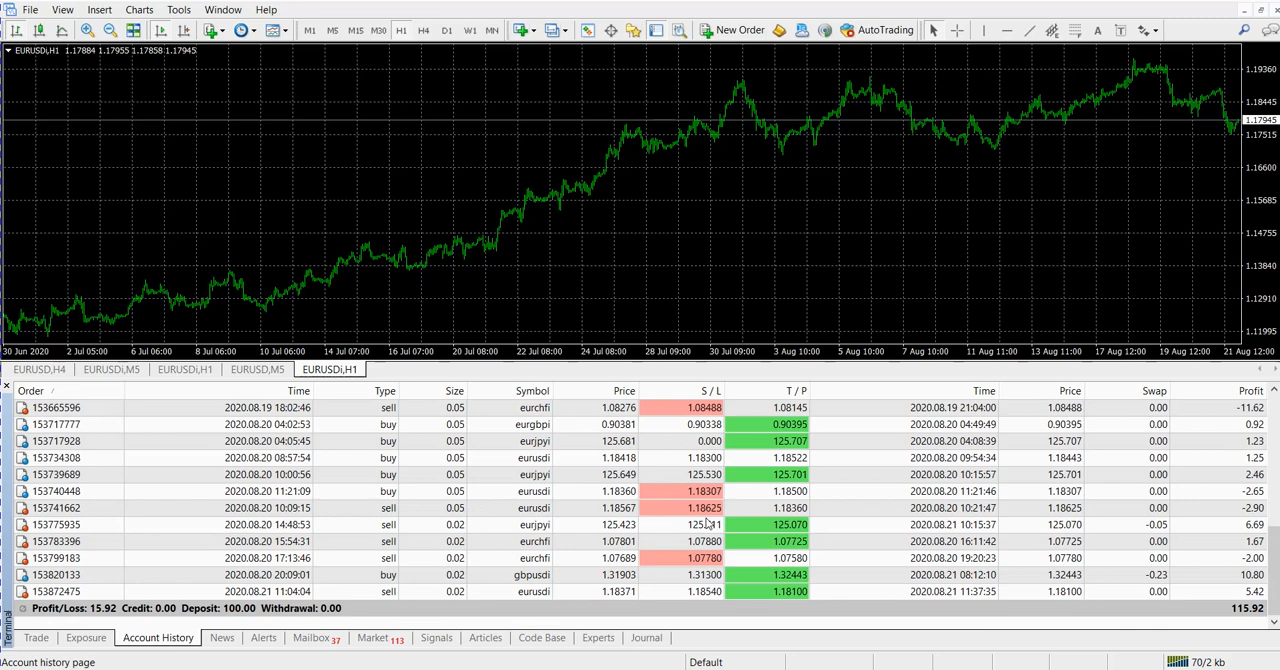 File View Insert Charts Tools Window Help
M1 M5 M15 M30 H1 H4 D1 W1 MN New Order AutoTrading A T
EURUSDi,H1 1.17884 1.17955 1.17858 1.17945
1.19360
1.18445
1.17945
1.17515
1.16600
1.15685
1.14755
1.13840
1.12910
1.11995
30 Jun 2020 2 Jul 05:00 6 Jul 06:00 8 Jul 06:00 10 Jul 06:00 14 Jul 07:00 16 Jul 07:00 20 Jul 08:00 22 Jul 08:00 24 Jul 08:00 28 Jul 09:00 30 Jul 09:00 3 Aug 10:00 5 Aug 10:00 7 Aug 10:00 11 Aug 11:00 13 Aug 11:00 17 Aug 12:00 19 Aug 12:00 21 Aug 12:00
EURUSD,H4 EURUSDi,M5 EURUSDi,H1 EURUSD,M5 EURUSDi,H1
Order / Time Type Size Symbol Price S / L T / P Time Price Swap Profit
153665596 2020.08.19 18:02:46 sell 0.05 eurchfi 1.08276 1.08488 1.08145 2020.08.19 21:04:00 1.08488 0.00 -11.62
153717777 2020.08.20 04:02:53 buy 0.05 eurgbpi 0.90381 0.90338 0.90395 2020.08.20 04:49:49 0.90395 0.00 0.92
153717928 2020.08.20 04:05:45 sell 0.05 eurjpyi 125.681 0.000 125.707 2020.08.20 04:08:39 125.707 0.00 1.23
153734308 2020.08.20 08:57:54 buy 0.05 eurusdi 1.18418 1.18300 1.18522 2020.08.20 09:54:34 1.18443 0.00 1.25
153739689 2020.08.20 10:00:56 buy 0.05 eurjpyi 125.649 125.530 125.701 2020.08.20 10:15:57 125.701 0.00 2.46
153740448 2020.08.20 11:21:09 buy 0.05 eurusdi 1.18360 1.18307 1.18500 2020.08.20 11:21:46 1.18307 0.00 -2.65
153741662 2020.08.20 10:09:15 sell 0.05 eurusdi 1.18567 1.18625 1.18360 2020.08.20 10:21:47 1.18625 0.00 -2.90
153775935 2020.08.20 14:48:53 sell 0.02 eurjpyi 125.423 125.070 2020.08.21 10:15:37 125.070 -0.05 6.69
153783396 2020.08.20 15:54:31 sell 0.02 eurchfi 1.07801 1.07880 1.07725 2020.08.20 16:11:42 1.07725 0.00 1.67
153799183 2020.08.20 17:13:46 sell 0.02 eurchfi 1.07689 1.07780 1.07580 2020.08.20 19:20:23 1.07780 0.00 -2.00
153820133 2020.08.20 20:09:01 buy 0.02 gbpusdi 1.31903 1.31300 1.32443 2020.08.21 08:12:10 1.32443 -0.23 10.80
153872475 2020.08.21 11:04:04 sell 0.02 eurusdi 1.18371 1.18540 1.18100 2020.08.21 11:37:35 1.18100 0.00 5.42
Profit/Loss: 15.92 Credit: 0.00 Deposit: 100.00 Withdrawal: 0.00 115.92
Terminal
Trade Exposure Account History News Alerts Mailbox 37 Market 113 Signals Articles Code Base Experts Journal
Account history page Default 70/2 kb